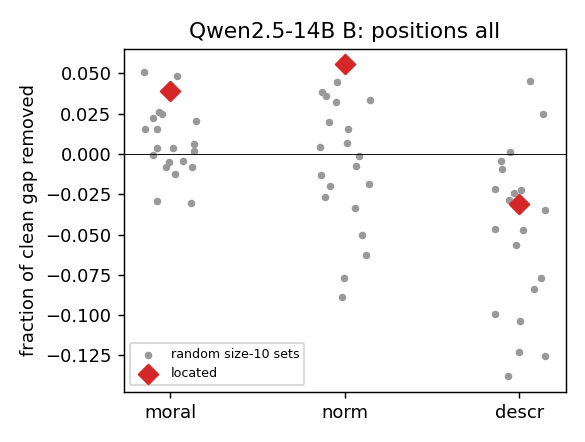 Qwen2.5-14B B: positions all
fraction of clean gap removed
0.050
0.025
0.000
−0.025
−0.050
−0.075
−0.100
−0.125
random size-10 sets
located
moral norm descr